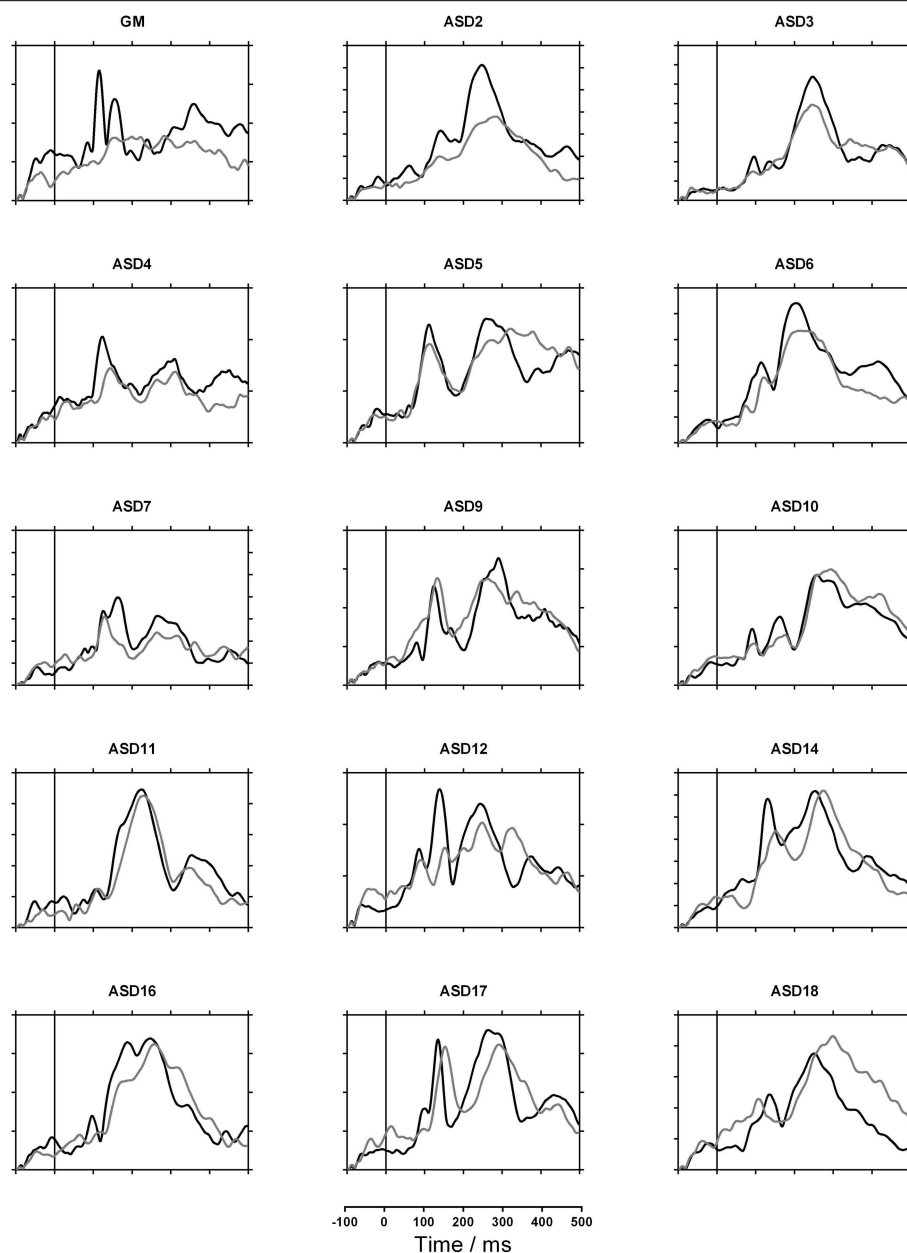 GM ASD2 ASD3
ASD4 ASD5 ASD6
ASD7 ASD9 ASD10
ASD11 ASD12 ASD14
ASD16 ASD17 ASD18
-100 0 100 200 300 400 500
Time / ms